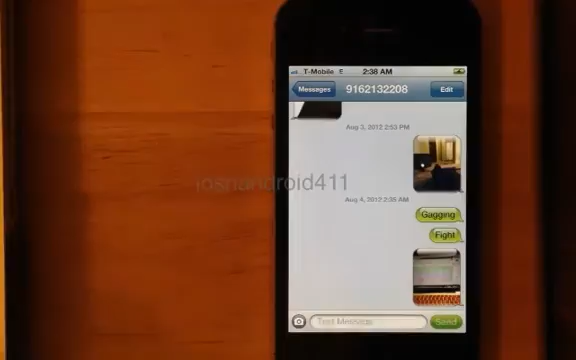 T-Mobile E 2:38 AM
Messages 9162132208 Edit
Aug 3, 2012 2:53 PM
iosnandroid411
Aug 4, 2012 2:35 AM
Gagging
Fight
Text Message Send